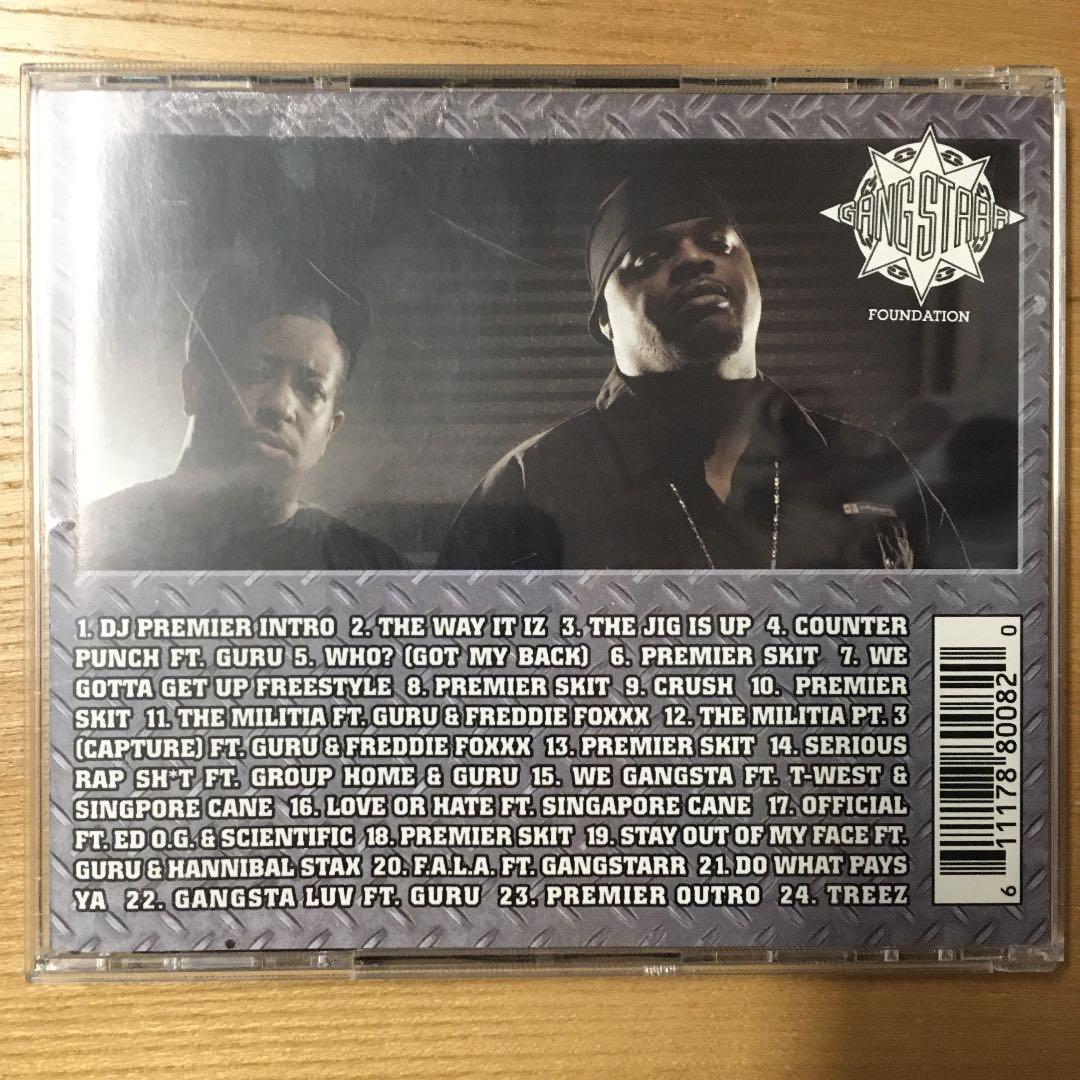 GANGSTARR
FOUNDATION
1. DJ PREMIER INTRO 2. THE WAY IT IZ 3. THE JIG IS UP 4. COUNTER
PUNCH FT. GURU 5. WHO? (GOT MY BACK) 6. PREMIER SKIT 7. WE
GOTTA GET UP FREESTYLE 8. PREMIER SKIT 9. CRUSH 10. PREMIER
SKIT 11. THE MILITIA FT. GURU & FREDDIE FOXXX 12. THE MILITIA PT. 3
(CAPTURE) FT. GURU & FREDDIE FOXXX 13. PREMIER SKIT 14. SERIOUS
RAP SH*T FT. GROUP HOME & GURU 15. WE GANGSTA FT. T-WEST &
SINGPORE CANE 16. LOVE OR HATE FT. SINGAPORE CANE 17. OFFICIAL
FT. ED O.G. & SCIENTIFIC 18. PREMIER SKIT 19. STAY OUT OF MY FACE FT.
GURU & HANNIBAL STAX 20. F.A.L.A. FT. GANGSTARR 21. DO WHAT PAYS
YA 22. GANGSTA LUV FT. GURU 23. PREMIER OUTRO 24. TREEZ
6 11178 80082 0